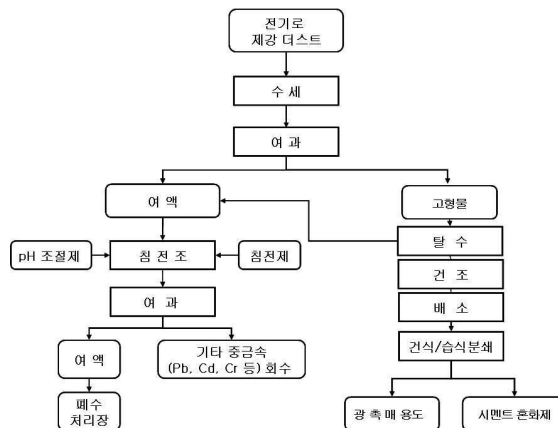 전기로
제강 더스트
수 세
여 과
여 액
고형물
탈 수
pH 조절제
침 전 조
침전제
건 조
여 과
배 소
여 액
기타 중금속
(Pb, Cd, Cr 등) 회수
건식/습식분쇄
폐수
처리장
광 촉 매 용도
시멘트 혼화제